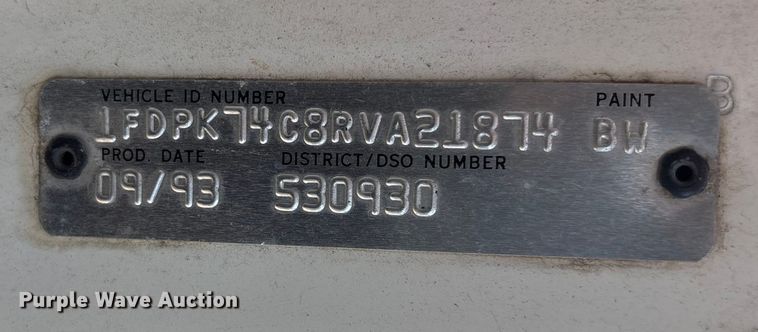 VEHICLE ID NUMBER PAINT
1FDPK74C8RVA21874 BW
B
PROD. DATE DISTRICT/DSO NUMBER
09/93 530930
Purple Wave Auction